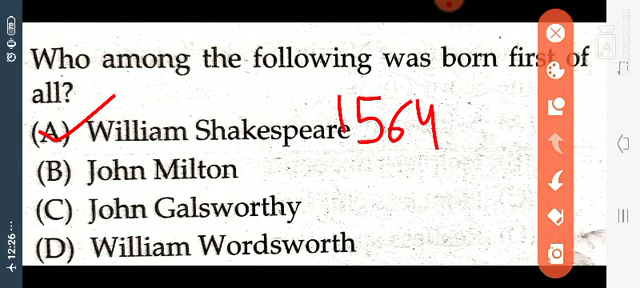 Who among the following was born first of
all?
(A) William Shakespeare 1564
(B) John Milton
(C) John Galsworthy
(D) William Wordsworth
12:26...